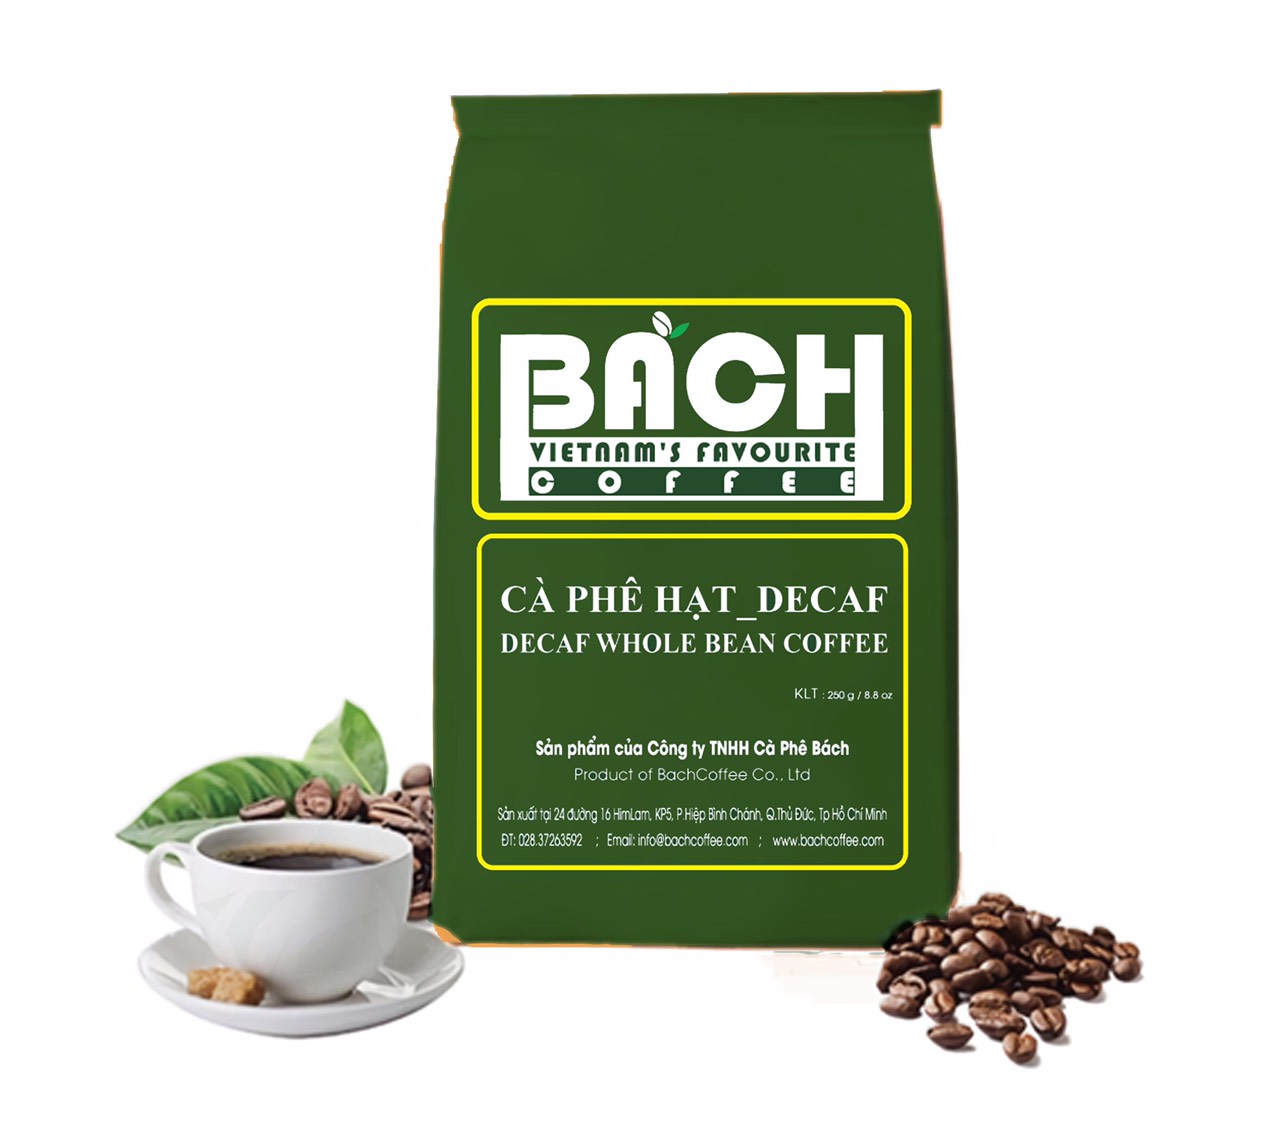 BÁCH
VIETNAM'S FAVOURITE
COFFEE
CÀ PHÊ HẠT_DECAF
DECAF WHOLE BEAN COFFEE
KLT : 250 g / 8.8 oz
Sản phẩm của Công ty TNHH Cà Phê Bách
Product of BachCoffee Co., Ltd
Sản xuất tại 24 đường 16 HimLam, KP5, P.Hiệp Bình Chánh, Q.Thủ Đức, Tp Hồ Chí Minh
ĐT: 028.37263592 ; Email: info@bachcoffee.com ; www.bachcoffee.com